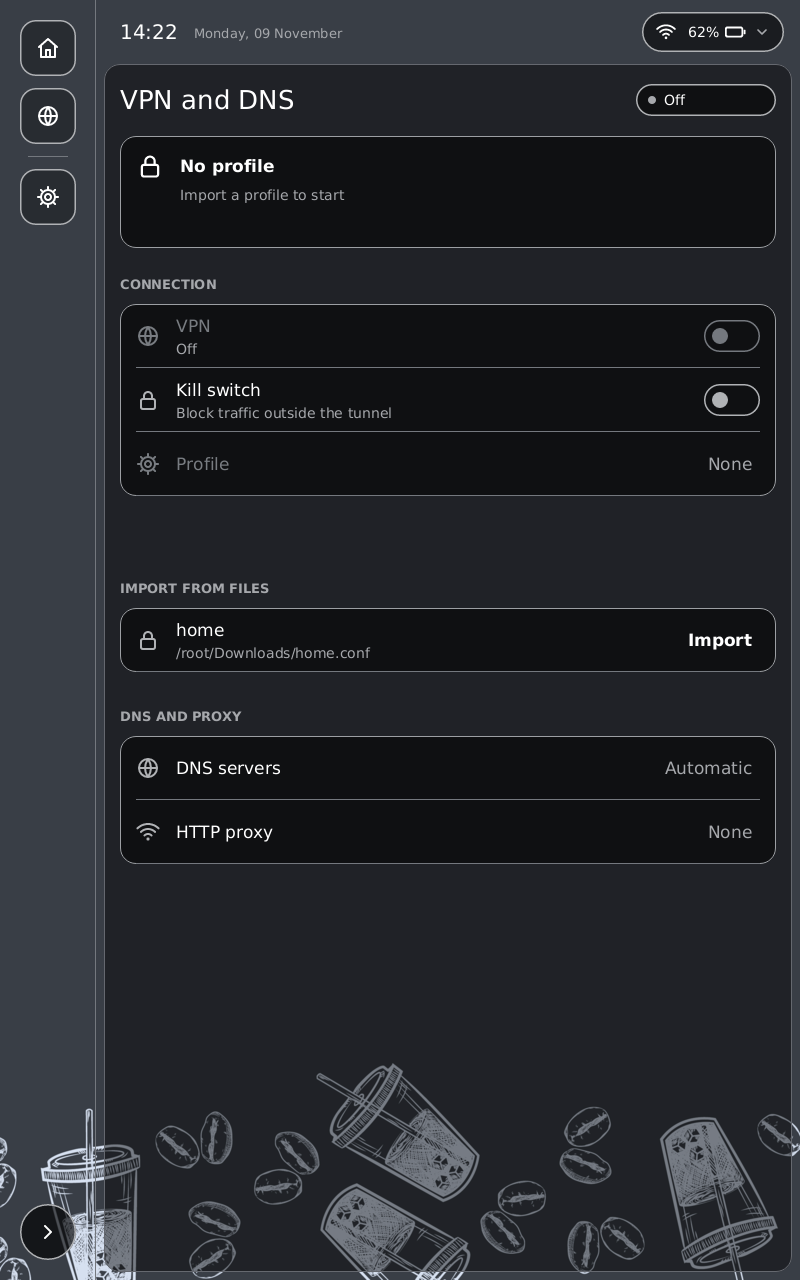 14:22 Monday, 09 November 62%
VPN and DNS Off
No profile
Import a profile to start
CONNECTION
VPN
Off
Kill switch
Block traffic outside the tunnel
Profile None
IMPORT FROM FILES
home
/root/Downloads/home.conf
Import
DNS AND PROXY
DNS servers Automatic
HTTP proxy None